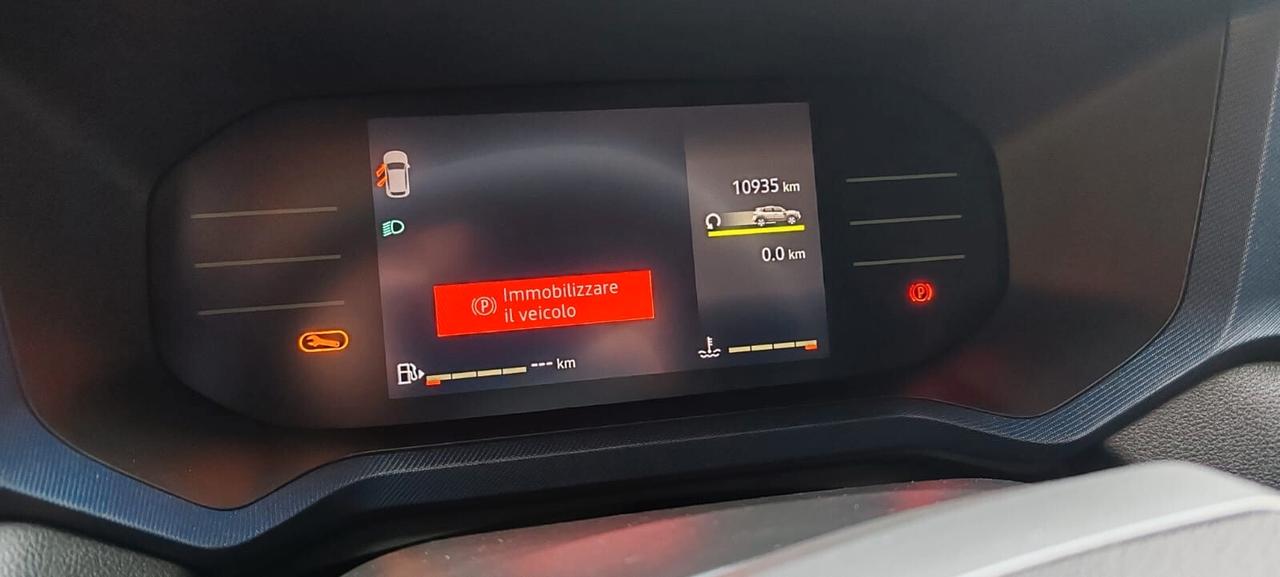 10935 km
0.0 km
(P) Immobilizzare
il veicolo
(P)
--- km